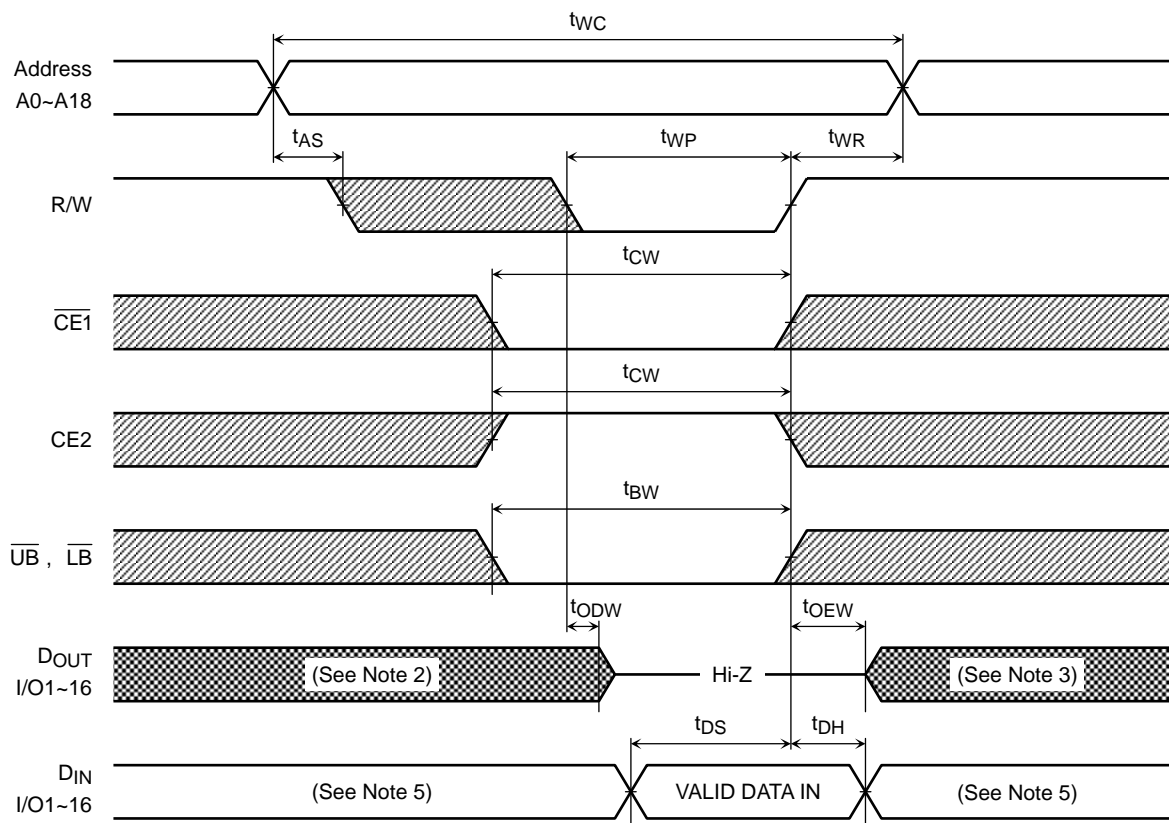 tWC
Address
A0~A18
tAS
tWP
tWR
R/W
tCW
CE1
tCW
CE2
tBW
UB , LB
tODW
tOEW
DOUT
I/O1~16
(See Note 2)
Hi-Z
(See Note 3)
tDS
tDH
DIN
I/O1~16
(See Note 5)
VALID DATA IN
(See Note 5)